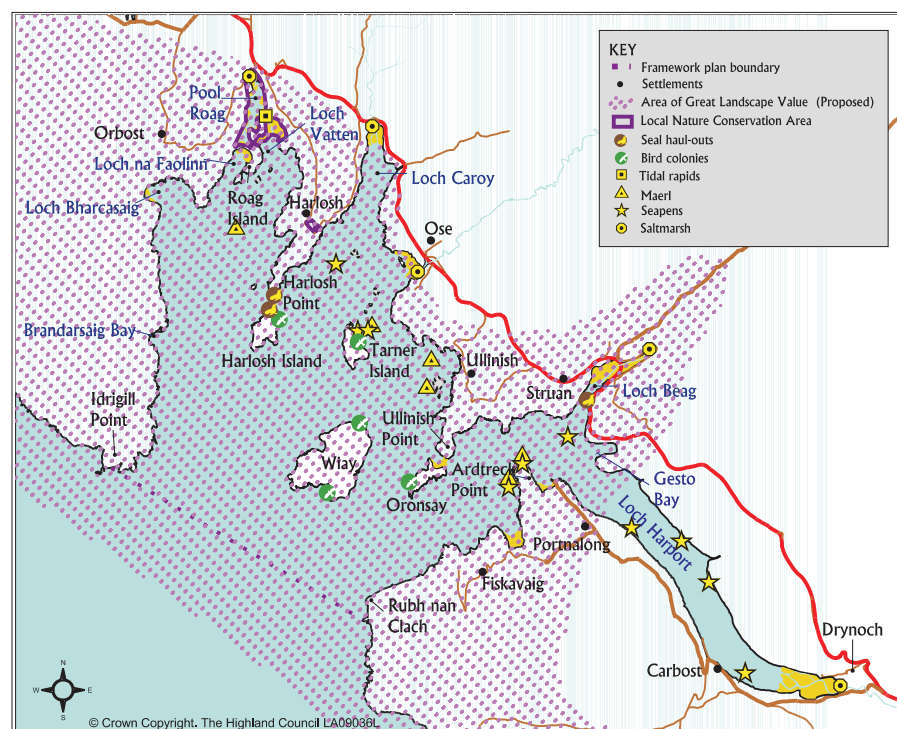 KEY
Framework plan boundary
Settlements
Area of Great Landscape Value (Proposed)
Local Nature Conservation Area
Seal haul-outs
Bird colonies
Tidal rapids
Maerl
Seapens
Saltmarsh
Pool
Roag
Orbost
Loch
Vatten
Loch na Faolinn
Loch Caroy
Loch Bharcasaig
Roag
Island
Harlosh
Ose
Harlosh
Point
Brandarsaig Bay
Harlosh Island
Tarner
Island
Ullinish
Struan
Loch Beag
Idrigill
Point
Ullinish
Point
Wiay
Ardtreck
Point
Oronsay
Gesto
Bay
Loch Harport
Portnalong
Fiskavaig
Rubh nan
Clach
Drynoch
Carbost
N
W
E
S
© Crown Copyright. The Highland Council LA09036L